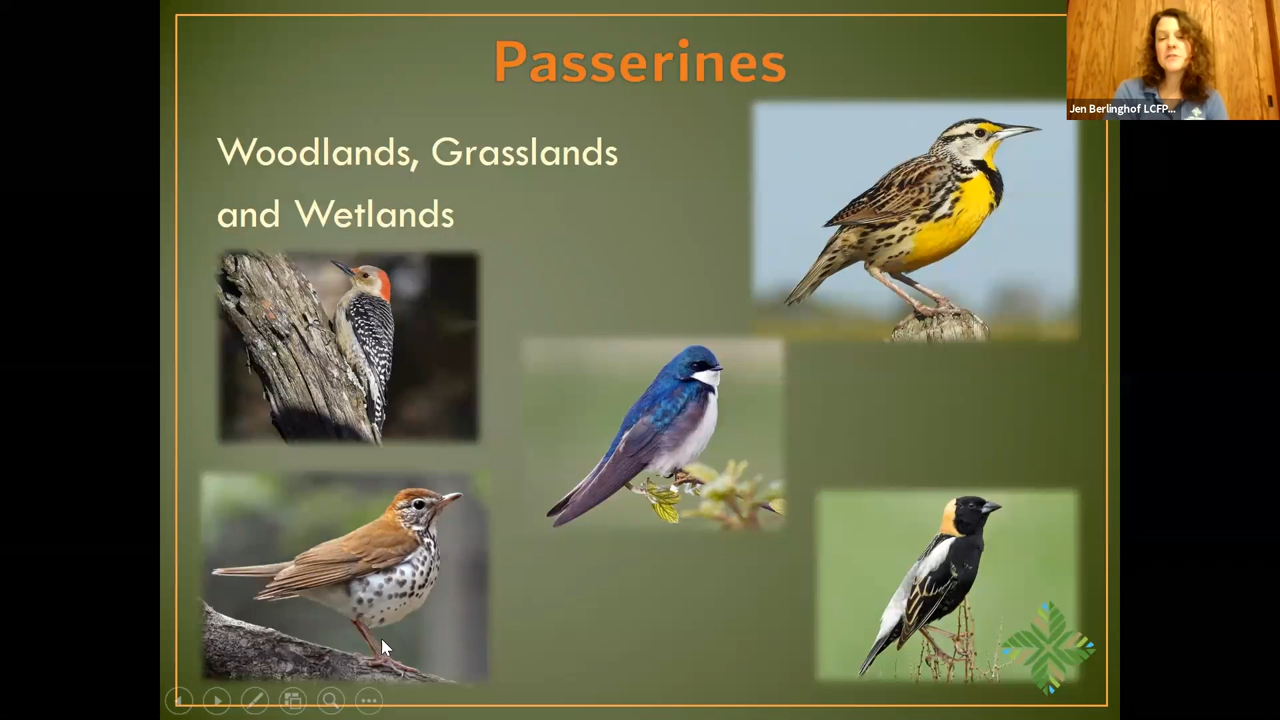 Passerines
Jen Berlinghof LCFP...
Woodlands, Grasslands
and Wetlands